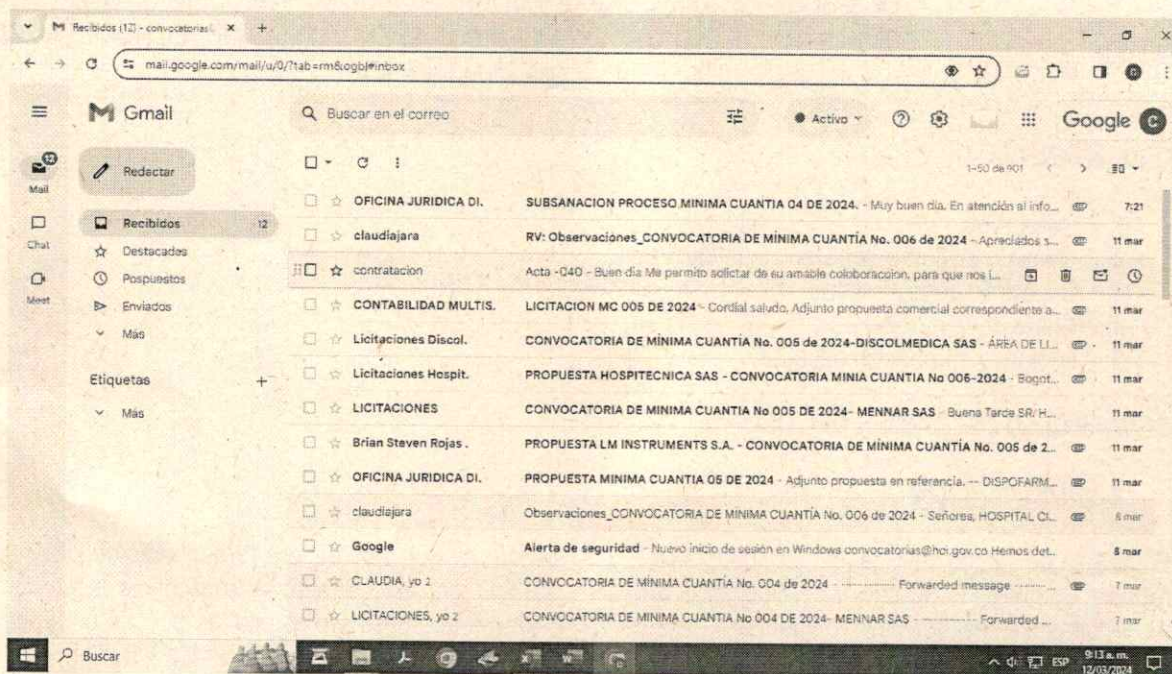 Recibidos (12) - convocatorias
mail.google.com/mail/u/0/?tab=rm&ogbl#inbox
Gmail
Buscar en el correo
Activo
Google
C
12
Mail
Redactar
1-50 de 901
Chat
Meet
Recibidos 12
Destacados
Pospuestos
Enviados
Más
Etiquetas +
Más
OFICINA JURIDICA DI. SUBSANACION PROCESO MINIMA CUANTIA 04 DE 2024. - Muy buen dia, En atención al info... 7:21
claudiajara RV: Observaciones_CONVOCATORIA DE MÍNIMA CUANTÍA No. 006 de 2024 - Apreciados s... 11 mar
contratacion Acta -040 - Buen dia Me permito solictar de su amable coloboraccion, para que nos i...
CONTABILIDAD MULTIS. LICITACION MC 005 DE 2024 - Cordial saludo, Adjunto propuesta comercial correspondiente a... 11 mar
Licitaciones Discol. CONVOCATORIA DE MÍNIMA CUANTÍA No. 005 de 2024-DISCOLMEDICA SAS - ÁREA DE LI... 11 mar
Licitaciones Hospit. PROPUESTA HOSPITECNICA SAS - CONVOCATORIA MINIA CUANTIA No 005-2024 - Bogot... 11 mar
LICITACIONES CONVOCATORIA DE MINIMA CUANTIA No 005 DE 2024- MENNAR SAS - Buena Tarde SR/H... 11 mar
Brian Steven Rojas . PROPUESTA LM INSTRUMENTS S.A. - CONVOCATORIA DE MÍNIMA CUANTÍA No. 005 de 2... 11 mar
OFICINA JURIDICA DI. PROPUESTA MINIMA CUANTIA 05 DE 2024 - Adjunto propuesta en referencia. -- DISPOFARM... 11 mar
claudiajara Observaciones_CONVOCATORIA DE MÍNIMA CUANTÍA No. 006 de 2024 - Señores, HOSPITAL CI... 8 mar
Google Alerta de seguridad - Nuevo inicio de sesión en Windows convocatorias@hci.gov.co Hemos det... 8 mar
CLAUDIA, yo 2 CONVOCATORIA DE MÍNIMA CUANTÍA No. 004 de 2024 - ---------- Forwarded message --------- ... 7 mar
LICITACIONES, yo 2 CONVOCATORIA DE MINIMA CUANTIA No 004 DE 2024- MENNAR SAS - ---------- Forwarded ... 7 mar
Buscar
ESP
9:13 a. m.
12/03/2024